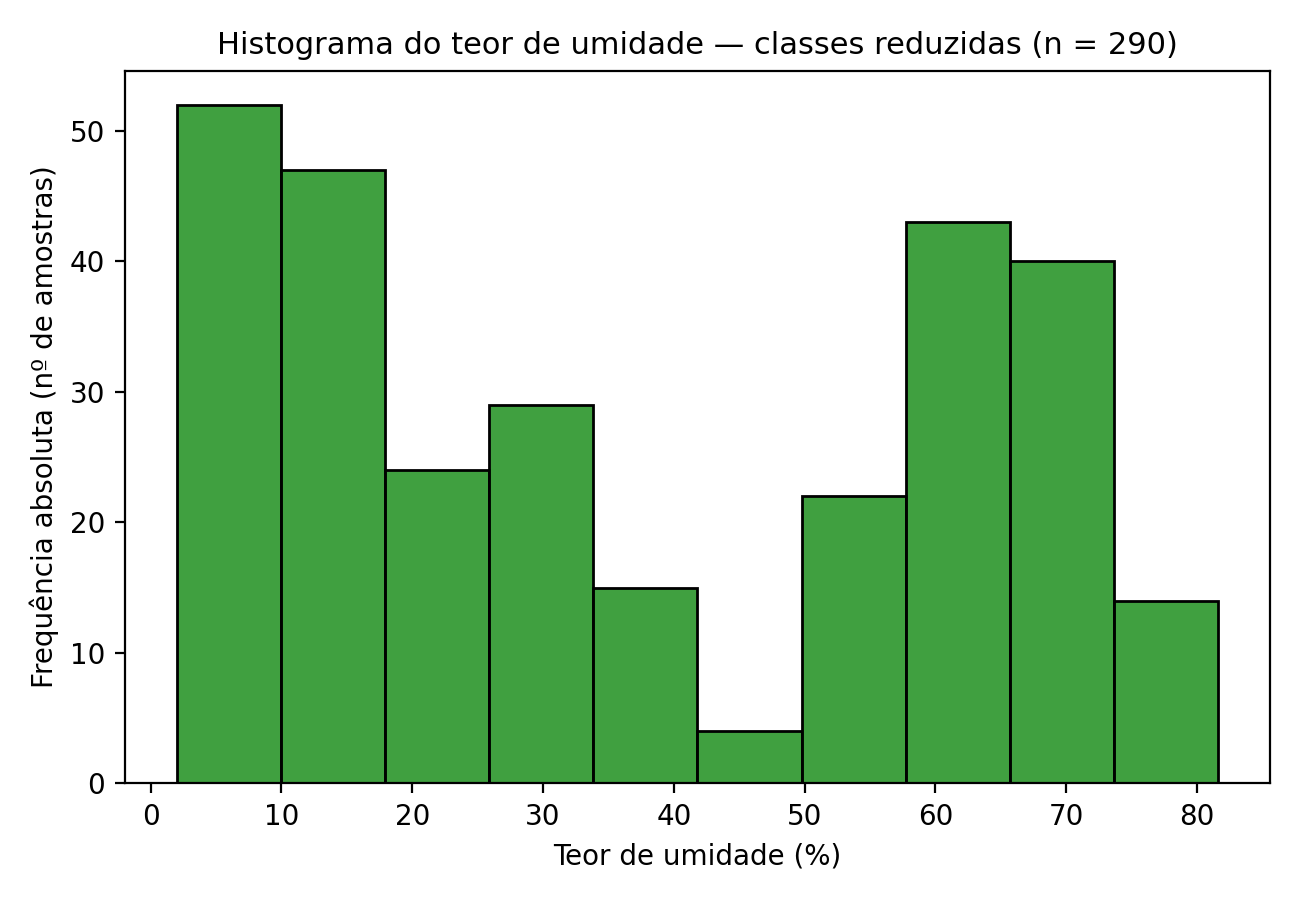 Histograma do teor de umidade — classes reduzidas (n = 290)
Frequência absoluta (nº de amostras)
50
40
30
20
10
0
0 10 20 30 40 50 60 70 80
Teor de umidade (%)